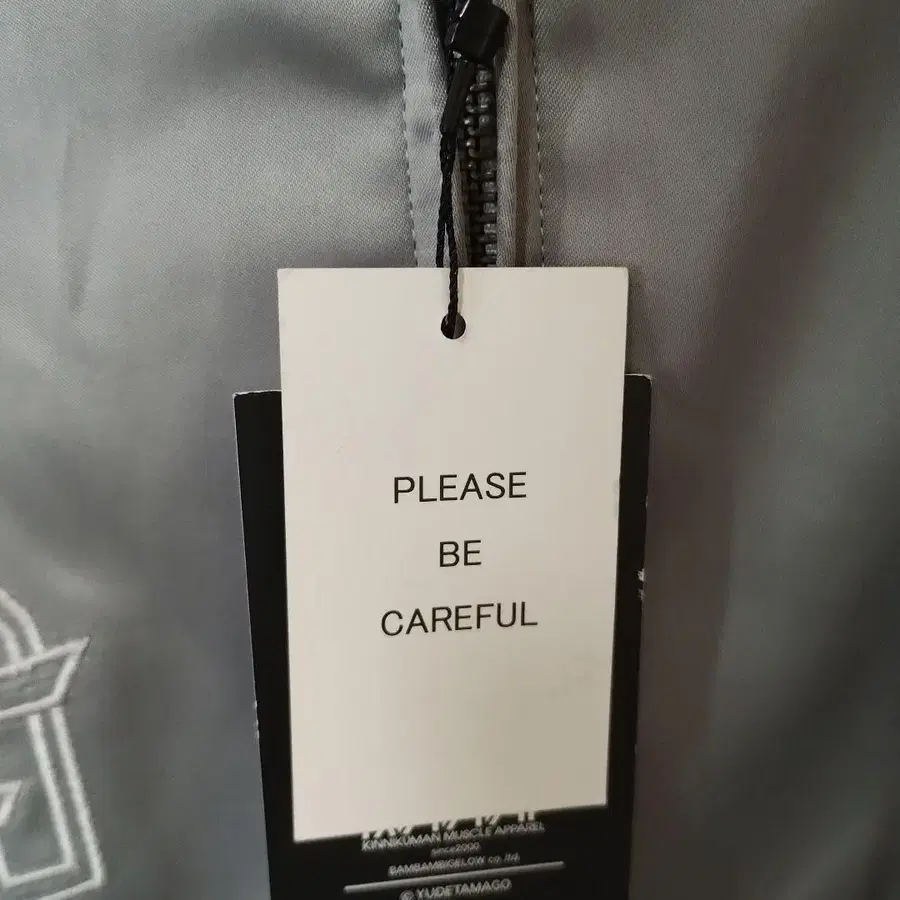 PLEASE
BE
CAREFUL
KINNIKUMAN MUSCLE APPAREL
since2000
BAMBAMBIGELOW co. ltd.
© YUDETAMAGO